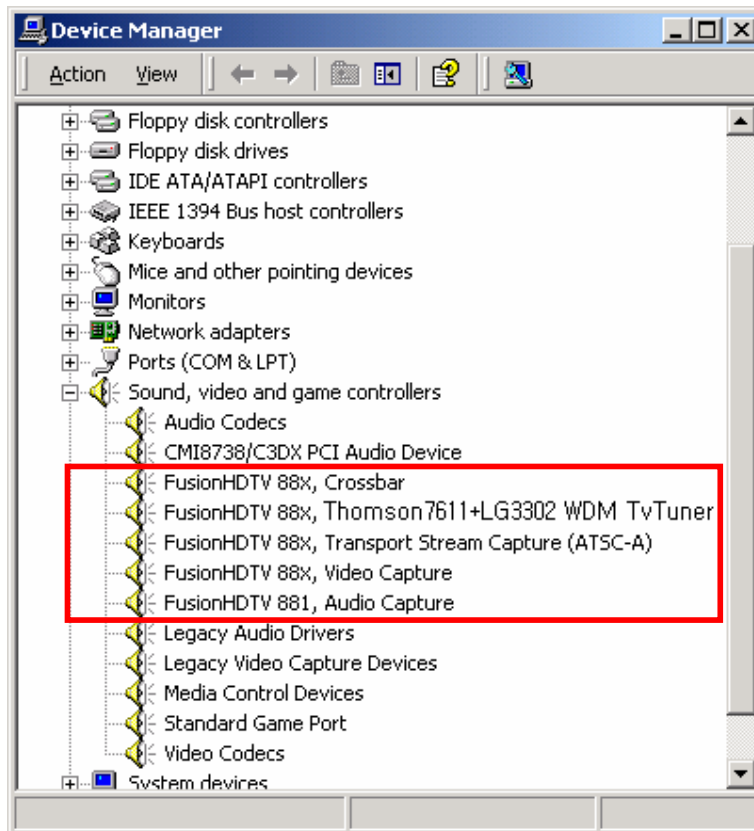 Device Manager
Action View
Floppy disk controllers
Floppy disk drives
IDE ATA/ATAPI controllers
IEEE 1394 Bus host controllers
Keyboards
Mice and other pointing devices
Monitors
Network adapters
Ports (COM & LPT)
Sound, video and game controllers
Audio Codecs
CMI8738/C3DX PCI Audio Device
FusionHDTV 88x, Crossbar
FusionHDTV 88x, Thomson7611+LG3302 WDM TvTuner
FusionHDTV 88x, Transport Stream Capture (ATSC-A)
FusionHDTV 88x, Video Capture
FusionHDTV 881, Audio Capture
Legacy Audio Drivers
Legacy Video Capture Devices
Media Control Devices
Standard Game Port
Video Codecs
System devices